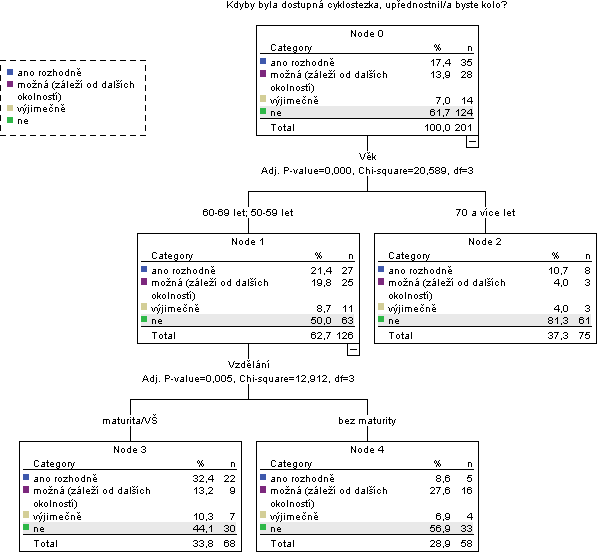 Kdyby byla dostupná cyklostezka, upřednostnil/a byste kolo?
ano rozhodně
možná (záleží od dalších
okolností)
výjimečně
ne
Node 0
Category % n
ano rozhodně 17,4 35
možná (záleží od dalších 13,9 28
okolností)
výjimečně 7,0 14
ne 61,7 124
Total 100,0 201
Věk
Adj. P-value=0,000, Chi-square=20,589, df=3
60-69 let; 50-59 let
70 a více let
Node 1
Category % n
ano rozhodně 21,4 27
možná (záleží od dalších 19,8 25
okolností)
výjimečně 8,7 11
ne 50,0 63
Total 62,7 126
Node 2
Category % n
ano rozhodně 10,7 8
možná (záleží od dalších 4,0 3
okolností)
výjimečně 4,0 3
ne 81,3 61
Total 37,3 75
Vzdělání
Adj. P-value=0,005, Chi-square=12,912, df=3
maturita/VŠ
bez maturity
Node 3
Category % n
ano rozhodně 32,4 22
možná (záleží od dalších 13,2 9
okolností)
výjimečně 10,3 7
ne 44,1 30
Total 33,8 68
Node 4
Category % n
ano rozhodně 8,6 5
možná (záleží od dalších 27,6 16
okolností)
výjimečně 6,9 4
ne 56,9 33
Total 28,9 58